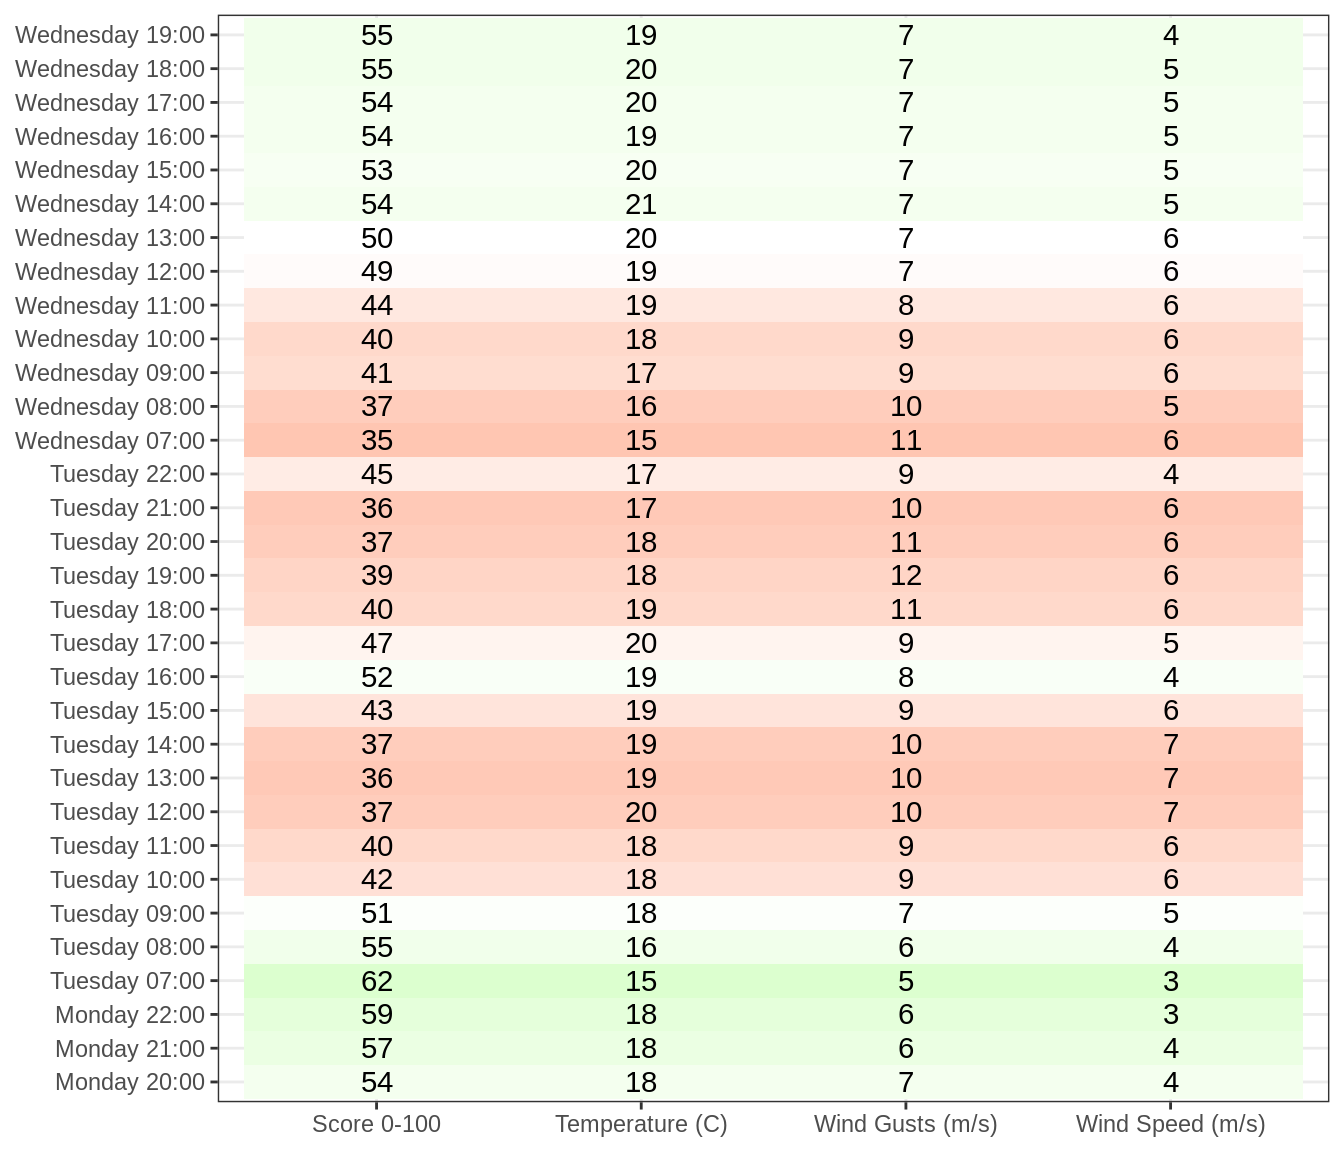 Wednesday 19:00 55 19 7 4
Wednesday 18:00 55 20 7 5
Wednesday 17:00 54 20 7 5
Wednesday 16:00 54 19 7 5
Wednesday 15:00 53 20 7 5
Wednesday 14:00 54 21 7 5
Wednesday 13:00 50 20 7 6
Wednesday 12:00 49 19 7 6
Wednesday 11:00 44 19 8 6
Wednesday 10:00 40 18 9 6
Wednesday 09:00 41 17 9 6
Wednesday 08:00 37 16 10 5
Wednesday 07:00 35 15 11 6
Tuesday 22:00 45 17 9 4
Tuesday 21:00 36 17 10 6
Tuesday 20:00 37 18 11 6
Tuesday 19:00 39 18 12 6
Tuesday 18:00 40 19 11 6
Tuesday 17:00 47 20 9 5
Tuesday 16:00 52 19 8 4
Tuesday 15:00 43 19 9 6
Tuesday 14:00 37 19 10 7
Tuesday 13:00 36 19 10 7
Tuesday 12:00 37 20 10 7
Tuesday 11:00 40 18 9 6
Tuesday 10:00 42 18 9 6
Tuesday 09:00 51 18 7 5
Tuesday 08:00 55 16 6 4
Tuesday 07:00 62 15 5 3
Monday 22:00 59 18 6 3
Monday 21:00 57 18 6 4
Monday 20:00 54 18 7 4
Score 0-100 Temperature (C) Wind Gusts (m/s) Wind Speed (m/s)